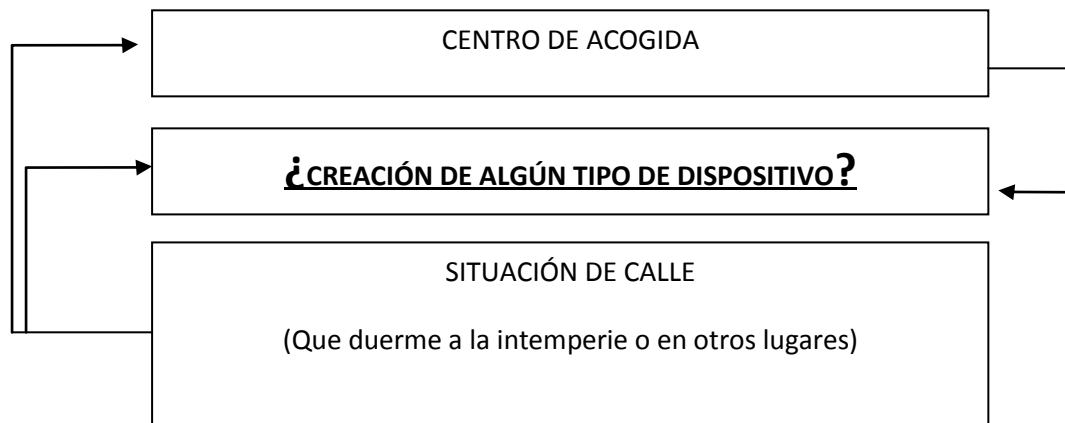 CENTRO DE ACOGIDA
¿CREACIÓN DE ALGÚN TIPO DE DISPOSITIVO?
SITUACIÓN DE CALLE
(Que duerme a la intemperie o en otros lugares)